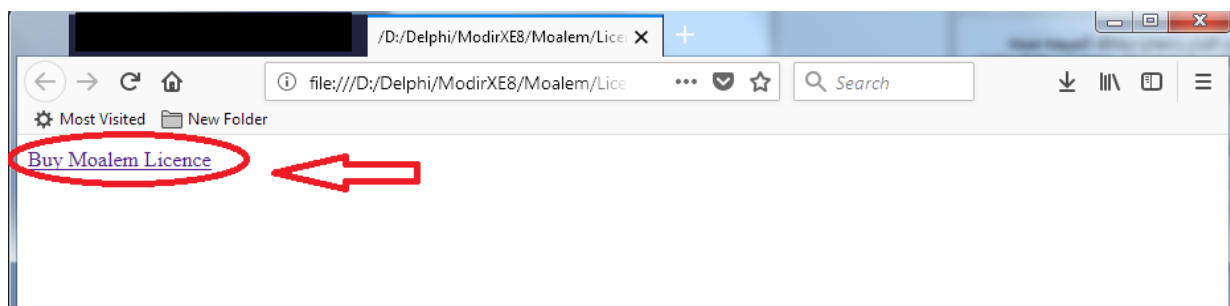 /D:/Delphi/ModirXE8/Moalem/Lice
file:///D:/Delphi/ModirXE8/Moalem/Lice
Search
Most Visited
New Folder
Buy Moalem Licence